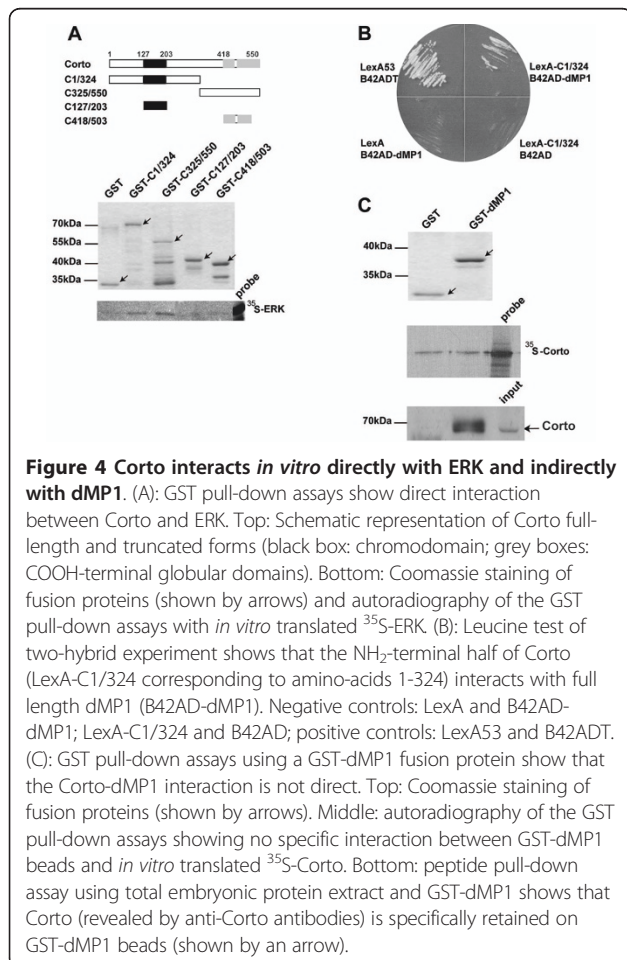 A
1 127 203 418 550
Corto
C1/324
C325/550
C127/203
C418/503
GST
GST-C1/324
GST-C325/550
GST-C127/203
GST-C418/503
70kDa
55kDa
40kDa
35kDa
probe
35S-ERK
B
LexA53
B42ADT
LexA-C1/324
B42AD-dMP1
LexA
B42AD-dMP1
LexA-C1/324
B42AD
C
GST
GST-dMP1
40kDa
35kDa
probe
35S-Corto
input
70kDa
Corto
Figure 4 Corto interacts in vitro directly with ERK and indirectly
with dMP1. (A): GST pull-down assays show direct interaction
between Corto and ERK. Top: Schematic representation of Corto full-
length and truncated forms (black box: chromodomain; grey boxes:
COOH-terminal globular domains). Bottom: Coomassie staining of
fusion proteins (shown by arrows) and autoradiography of the GST
pull-down assays with in vitro translated 35S-ERK. (B): Leucine test of
two-hybrid experiment shows that the NH2-terminal half of Corto
(LexA-C1/324 corresponding to amino-acids 1-324) interacts with full
length dMP1 (B42AD-dMP1). Negative controls: LexA and B42AD-
dMP1; LexA-C1/324 and B42AD; positive controls: LexA53 and B42ADT.
(C): GST pull-down assays using a GST-dMP1 fusion protein show that
the Corto-dMP1 interaction is not direct. Top: Coomassie staining of
fusion proteins (shown by arrows). Middle: autoradiography of the GST
pull-down assays showing no specific interaction between GST-dMP1
beads and in vitro translated 35S-Corto. Bottom: peptide pull-down
assay using total embryonic protein extract and GST-dMP1 shows that
Corto (revealed by anti-Corto antibodies) is specifically retained on
GST-dMP1 beads (shown by an arrow).